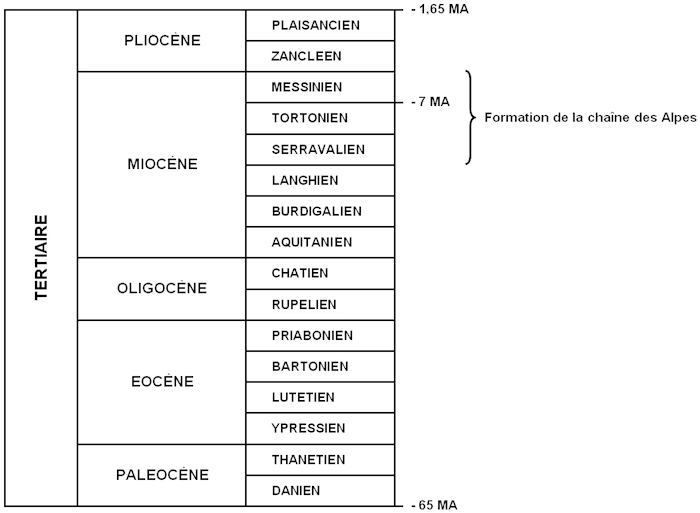 TERTIAIRE
PLIOCÈNE
PLAISANCIEN
- 1,65 MA
ZANCLEEN
MIOCÈNE
MESSINIEN
- 7 MA
TORTONIEN
Formation de la chaîne des Alpes
SERRAVALIEN
LANGHIEN
BURDIGALIEN
AQUITANIEN
OLIGOCÈNE
CHATIEN
RUPELIEN
EOCÈNE
PRIABONIEN
BARTONIEN
LUTETIEN
YPRESSIEN
PALEOCÈNE
THANETIEN
DANIEN
- 65 MA